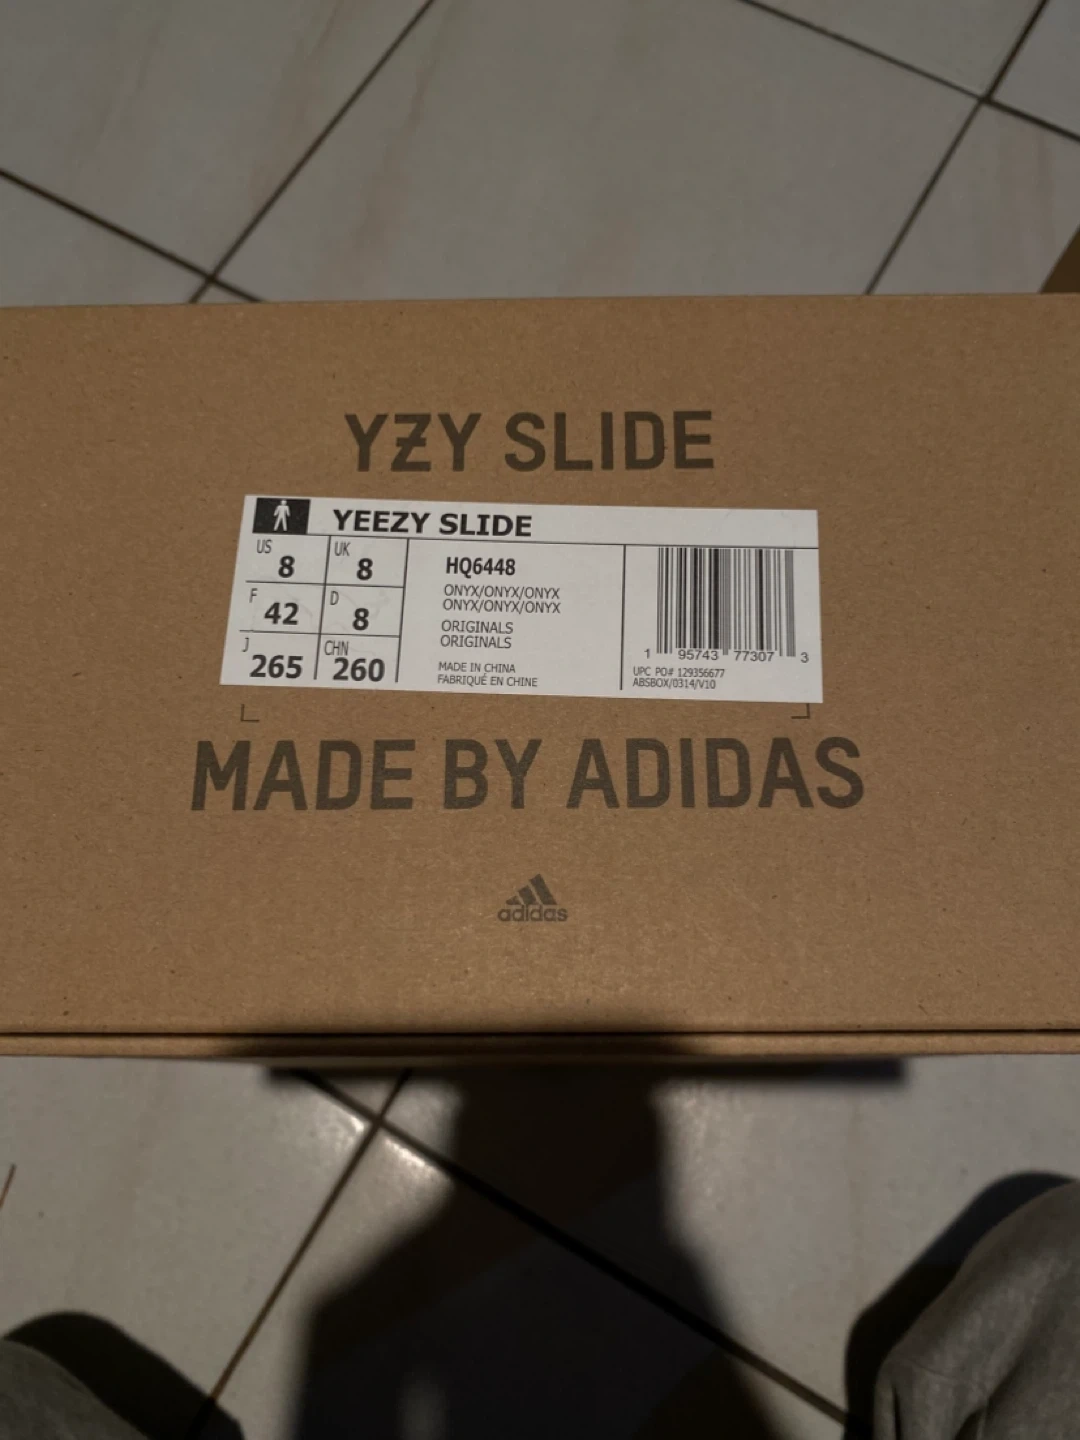 YZY SLIDE
YEEZY SLIDE
US 8 UK 8
F 42 D 8
J 265 CHN 260
HQ6448
ONYX/ONYX/ONYX
ONYX/ONYX/ONYX
ORIGINALS
ORIGINALS
MADE IN CHINA
FABRIQUÉ EN CHINE
1 95743 77307 3
UPC PO# 129356677
ABSBOX/0314/V10
MADE BY ADIDAS
adidas